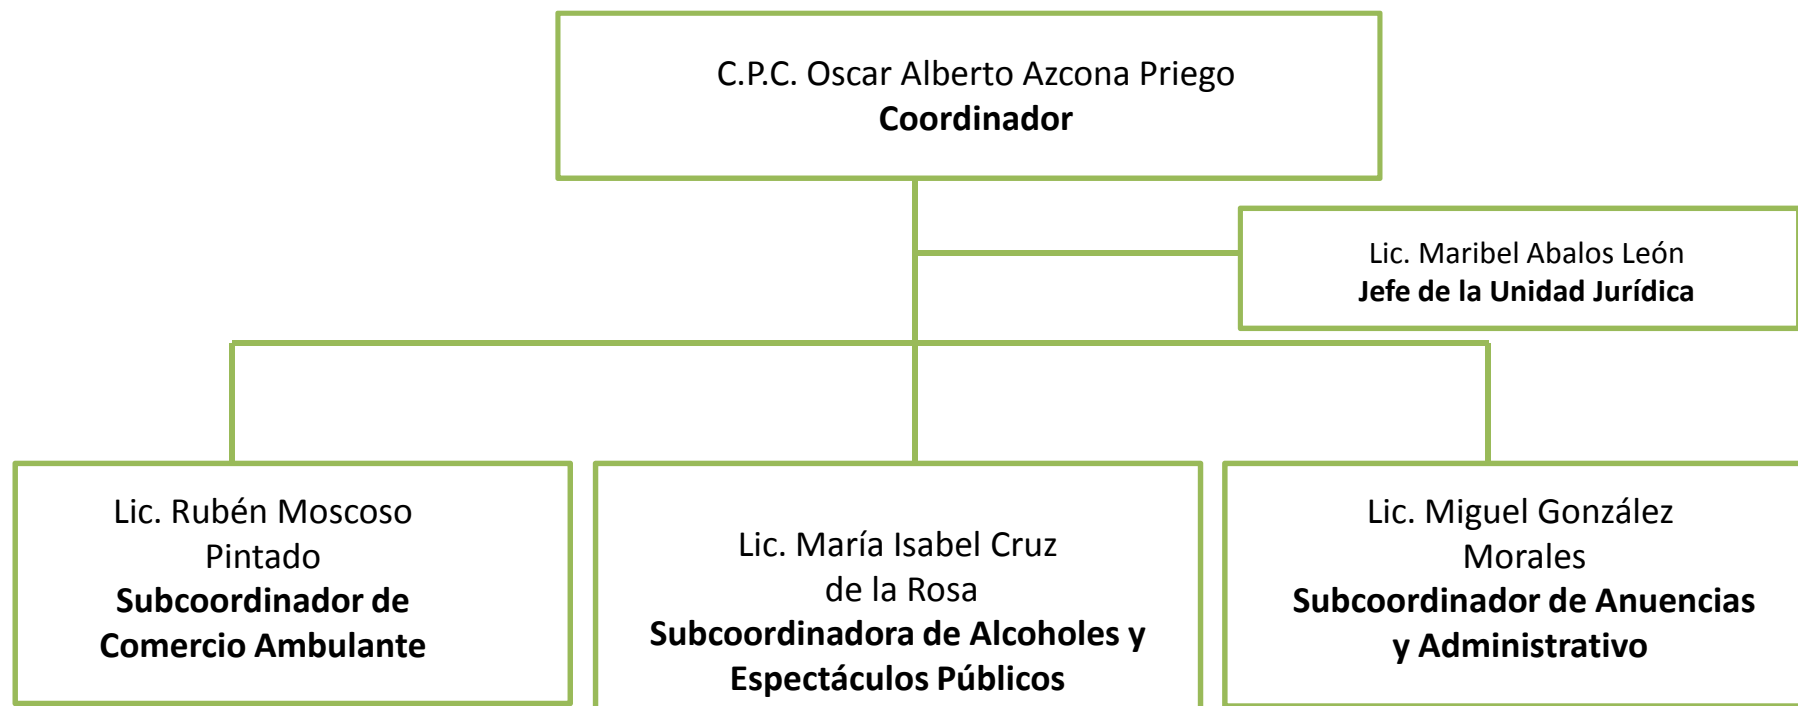 C.P.C. Oscar Alberto Azcona Priego
Coordinador
Lic. Maribel Abalos León
Jefe de la Unidad Jurídica
Lic. Rubén Moscoso
Pintado
Subcoordinador de
Comercio Ambulante
Lic. María Isabel Cruz
de la Rosa
Subcoordinadora de Alcoholes y
Espectáculos Públicos
Lic. Miguel González
Morales
Subcoordinador de Anuencias
y Administrativo